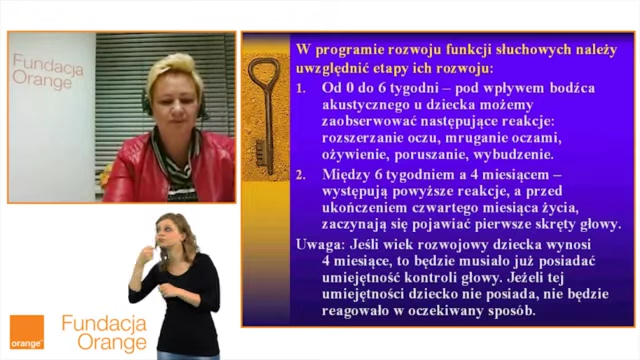 Fundacja
Orange
W programie rozwoju funkcji słuchowych należy
uwzględnić etapy ich rozwoju:
1. Od 0 do 6 tygodni – pod wpływem bodźca
akustycznego u dziecka możemy
zaobserwować następujące reakcje:
rozszerzanie oczu, mruganie oczami,
ożywienie, poruszanie, wybudzenie.
2. Między 6 tygodniem a 4 miesiącem –
występują powyższe reakcje, a przed
ukończeniem czwartego miesiąca życia,
zaczynają się pojawiać pierwsze skręty głowy.
Uwaga: Jeśli wiek rozwojowy dziecka wynosi
4 miesiące, to będzie musiało już posiadać
umiejętność kontroli głowy. Jeżeli tej
umiejętności dziecko nie posiada, nie będzie
reagowało w oczekiwany sposób.
orange
Fundacja
Orange